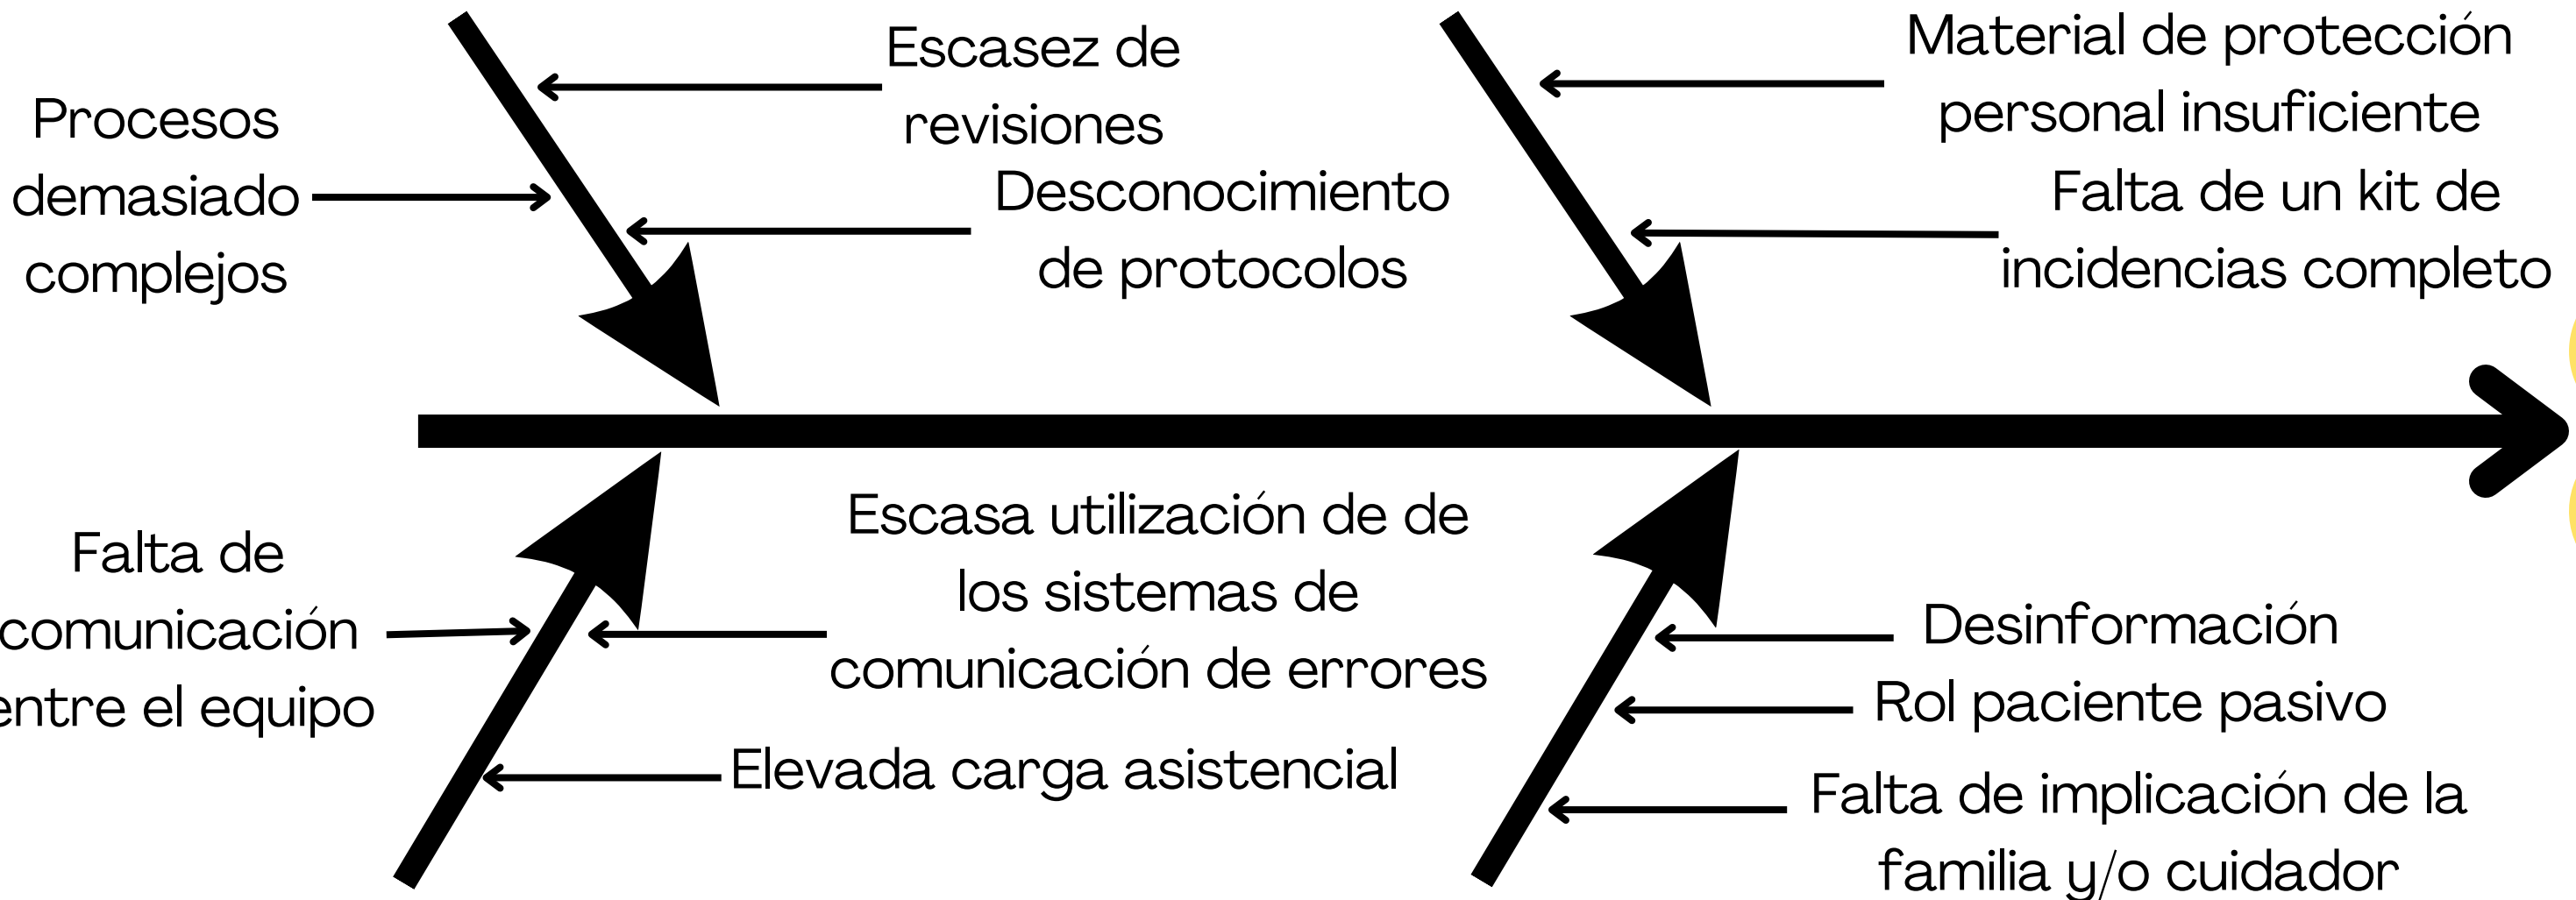 Procesos
demasiado
complejos
Escasez de
revisiones
Desconocimiento
de protocolos
Material de protección
personal insuficiente
Falta de un kit de
incidencias completo
Falta de
comunicación
entre el equipo
Escasa utilización de de
los sistemas de
comunicación de errores
Elevada carga asistencial
Desinformación
Rol paciente pasivo
Falta de implicación de la
familia y/o cuidador